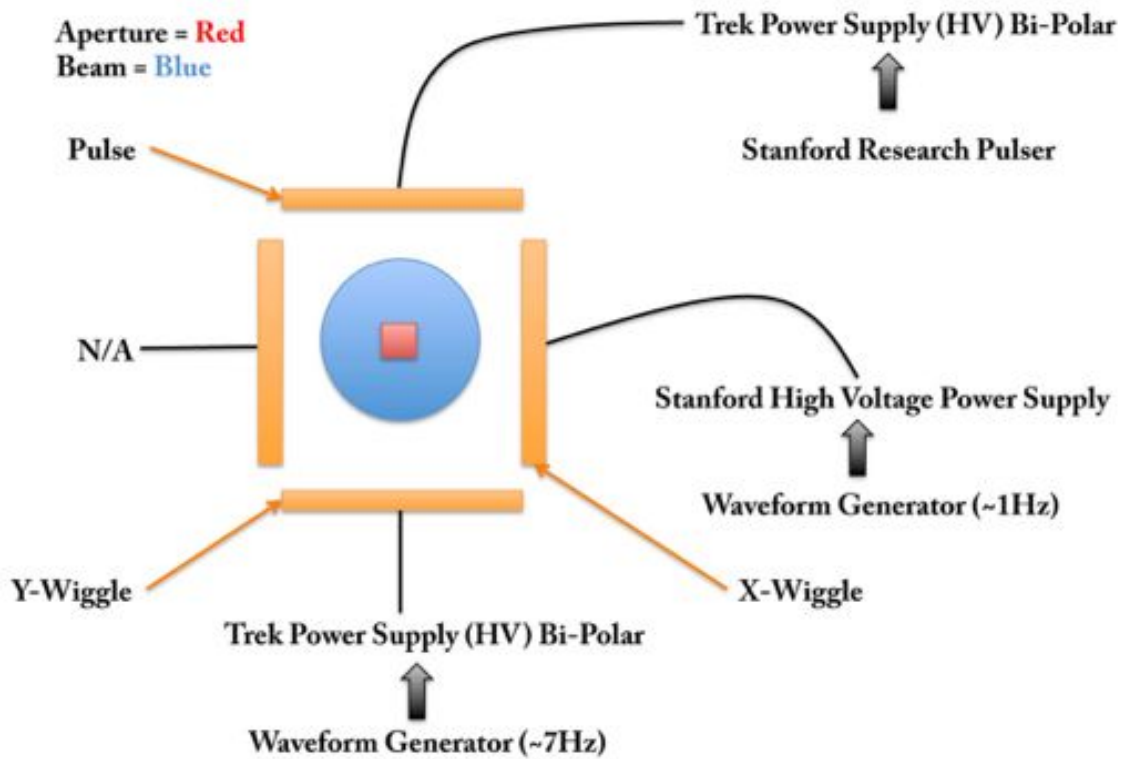 Aperture = Red
Beam = Blue
Trek Power Supply (HV) Bi-Polar
Stanford Research Pulser
Pulse
N/A
Stanford High Voltage Power Supply
Waveform Generator (~1Hz)
Y-Wiggle
X-Wiggle
Trek Power Supply (HV) Bi-Polar
Waveform Generator (~7Hz)